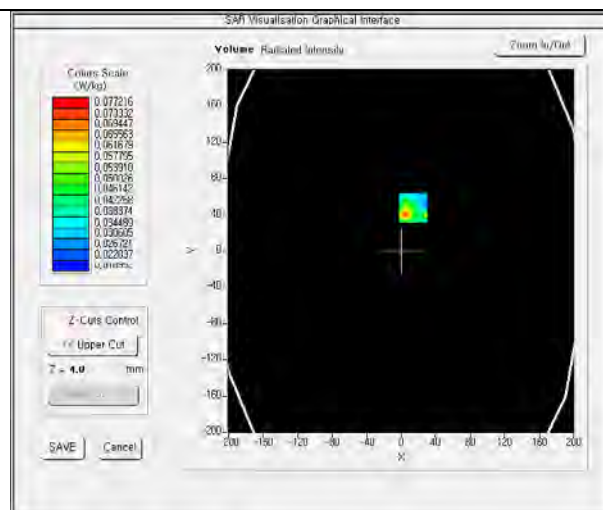 SAR Visualisation Graphical Interface
Volume Radiated Intensity
Zoom In/Out
Colors Scale
(W/kg)
0.077216
0.073332
0.069447
0.065563
0.061679
0.057795
0.053910
0.050026
0.046142
0.042258
0.038374
0.034489
0.030605
0.026721
0.022837
200
160
120
80
40
0
-40
-80
-120
-160
-200
Y
-200 -160 -120 -80 -40 0 40 80 120 160 200
X
Z-Cuts Control
<< Upper Cut
Z = 4.0 mm
SAVE Cancel